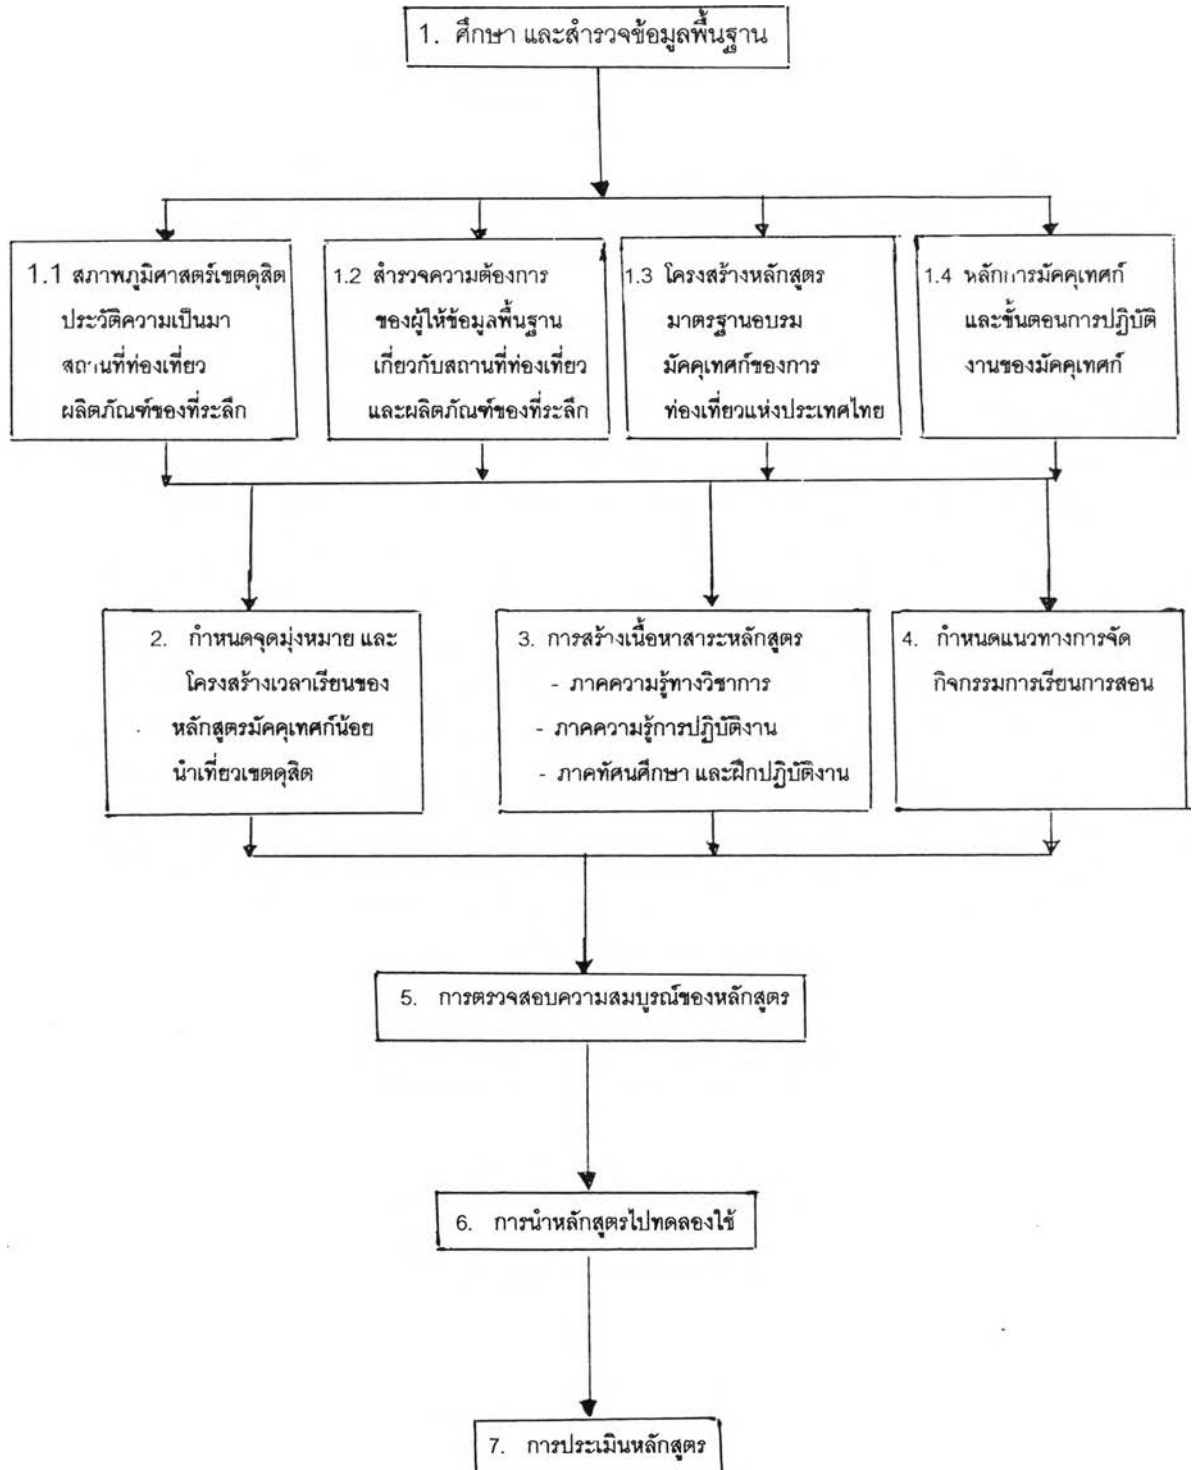 1. ศึกษา และสำรวจข้อมูลพื้นฐาน
1.1 สภาพภูมิศาสตร์เขตดุสิต
ประวัติความเป็นมา
สถานที่ท่องเที่ยว
ผลิตภัณฑ์ของที่ระลึก
1.2 สำรวจความต้องการ
ของผู้ให้ข้อมูลพื้นฐาน
เกี่ยวกับสถานที่ท่องเที่ยว
และผลิตภัณฑ์ของที่ระลึก
1.3 โครงสร้างหลักสูตร
มาตรฐานอบรม
มัคคุเทศก์ของการ
ท่องเที่ยวแห่งประเทศไทย
1.4 หลักการมัคคุเทศก์
และขั้นตอนการปฏิบัติ
งานของมัคคุเทศก์
2. กำหนดจุดมุ่งหมาย และ
โครงสร้างเวลาเรียนของ
หลักสูตรมัคคุเทศก์น้อย
นำเที่ยวเขตดุสิต
3. การสร้างเนื้อหาสาระหลักสูตร
- ภาคความรู้ทางวิชาการ
- ภาคความรู้การปฏิบัติงาน
- ภาคทัศนศึกษา และฝึกปฏิบัติงาน
4. กำหนดแนวทางการจัด
กิจกรรมการเรียนการสอน
5. การตรวจสอบความสมบูรณ์ของหลักสูตร
6. การนำหลักสูตรไปทดลองใช้
7. การประเมินหลักสูตร